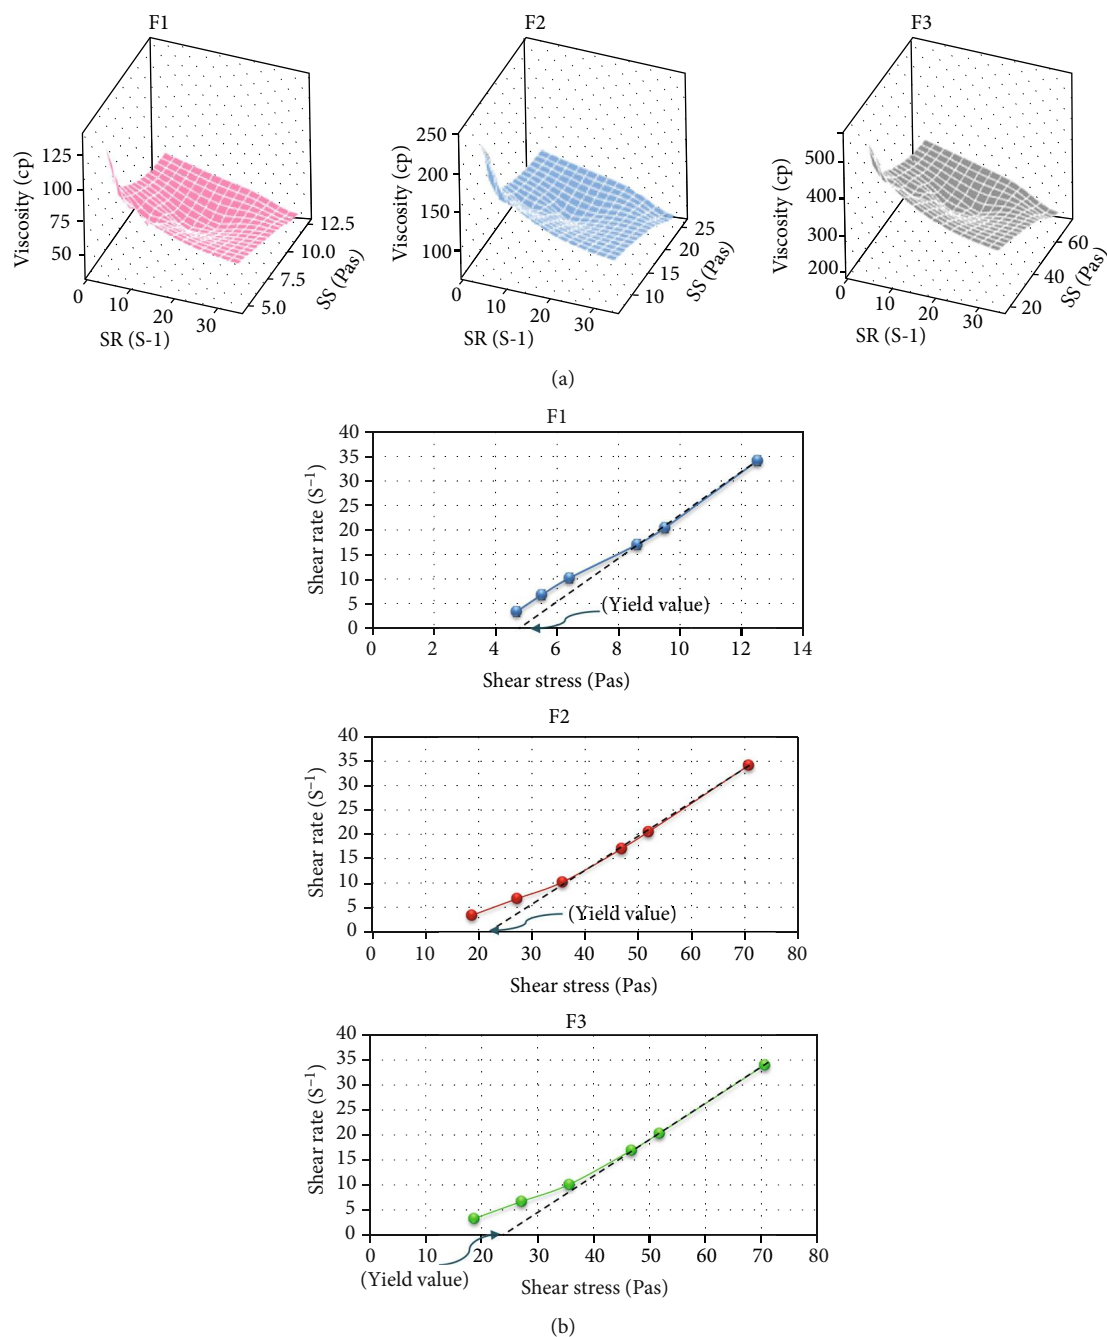 F1
F2
F3
Viscosity (cp)
125
100
75
50
0
10
20
30
SR (S-1)
5.0
7.5
10.0
12.5
SS (Pas)
Viscosity (cp)
250
200
150
100
0
10
20
30
SR (S-1)
10
15
20
25
SS (Pas)
Viscosity (cp)
500
400
300
200
0
10
20
30
SR (S-1)
20
40
60
SS (Pas)
(a)
F1
Shear rate (S⁻¹)
40
35
30
25
20
15
10
5
0
(Yield value)
0 2 4 6 8 10 12 14
Shear stress (Pas)
F2
Shear rate (S⁻¹)
40
35
30
25
20
15
10
5
0
(Yield value)
0 10 20 30 40 50 60 70 80
Shear stress (Pas)
F3
Shear rate (S⁻¹)
40
35
30
25
20
15
10
5
0
0 10 20 30 40 50 60 70 80
(Yield value)
Shear stress (Pas)
(b)